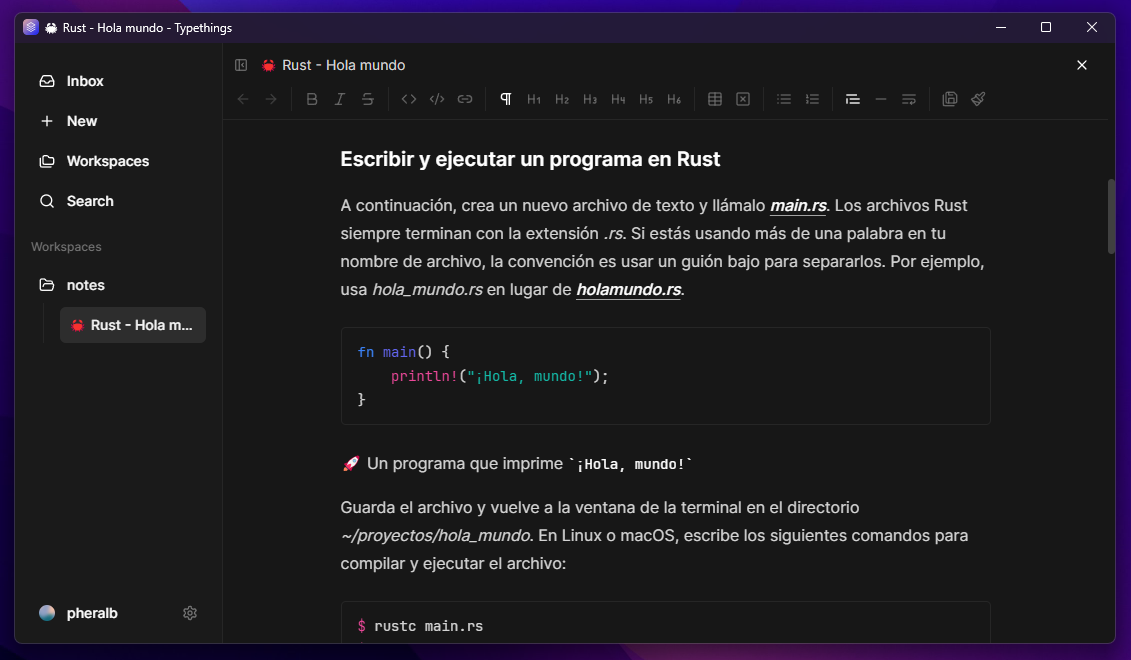 🦀 Rust - Hola mundo - Typethings
Inbox
New
Workspaces
Search
Workspaces
notes
🦀 Rust - Hola m...
pheralb
🦀 Rust - Hola mundo
B I S H1 H2 H3 H4 H5 H6
Escribir y ejecutar un programa en Rust
A continuación, crea un nuevo archivo de texto y llámalo main.rs. Los archivos Rust
siempre terminan con la extensión .rs. Si estás usando más de una palabra en tu
nombre de archivo, la convención es usar un guión bajo para separarlos. Por ejemplo,
usa hola_mundo.rs en lugar de holamundo.rs.
fn main() {
    println!("¡Hola, mundo!");
}
🚀 Un programa que imprime `¡Hola, mundo!`
Guarda el archivo y vuelve a la ventana de la terminal en el directorio
~/proyectos/hola_mundo. En Linux o macOS, escribe los siguientes comandos para
compilar y ejecutar el archivo:
$ rustc main.rs